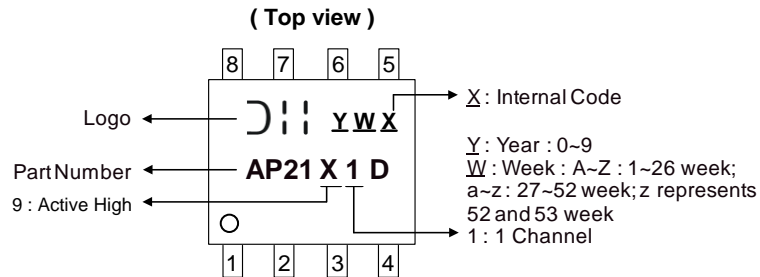 ( Top view )
8 7 6 5
Logo
Y W X
X : Internal Code
Part Number
AP21 X 1 D
9 : Active High
Y : Year : 0~9
W : Week : A~Z : 1~26 week;
a~z : 27~52 week; z represents
52 and 53 week
1 : 1 Channel
1 2 3 4